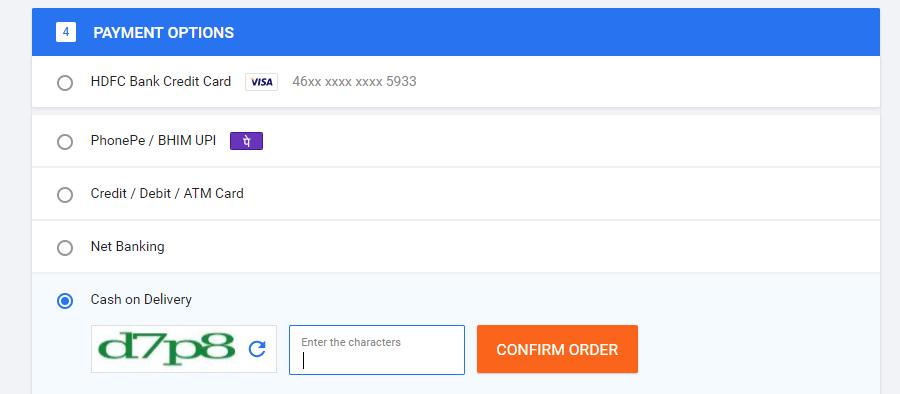 4 PAYMENT OPTIONS
HDFC Bank Credit Card VISA 46xx xxxx xxxx 5933
PhonePe / BHIM UPI पे
Credit / Debit / ATM Card
Net Banking
Cash on Delivery
d7p8 Enter the characters CONFIRM ORDER